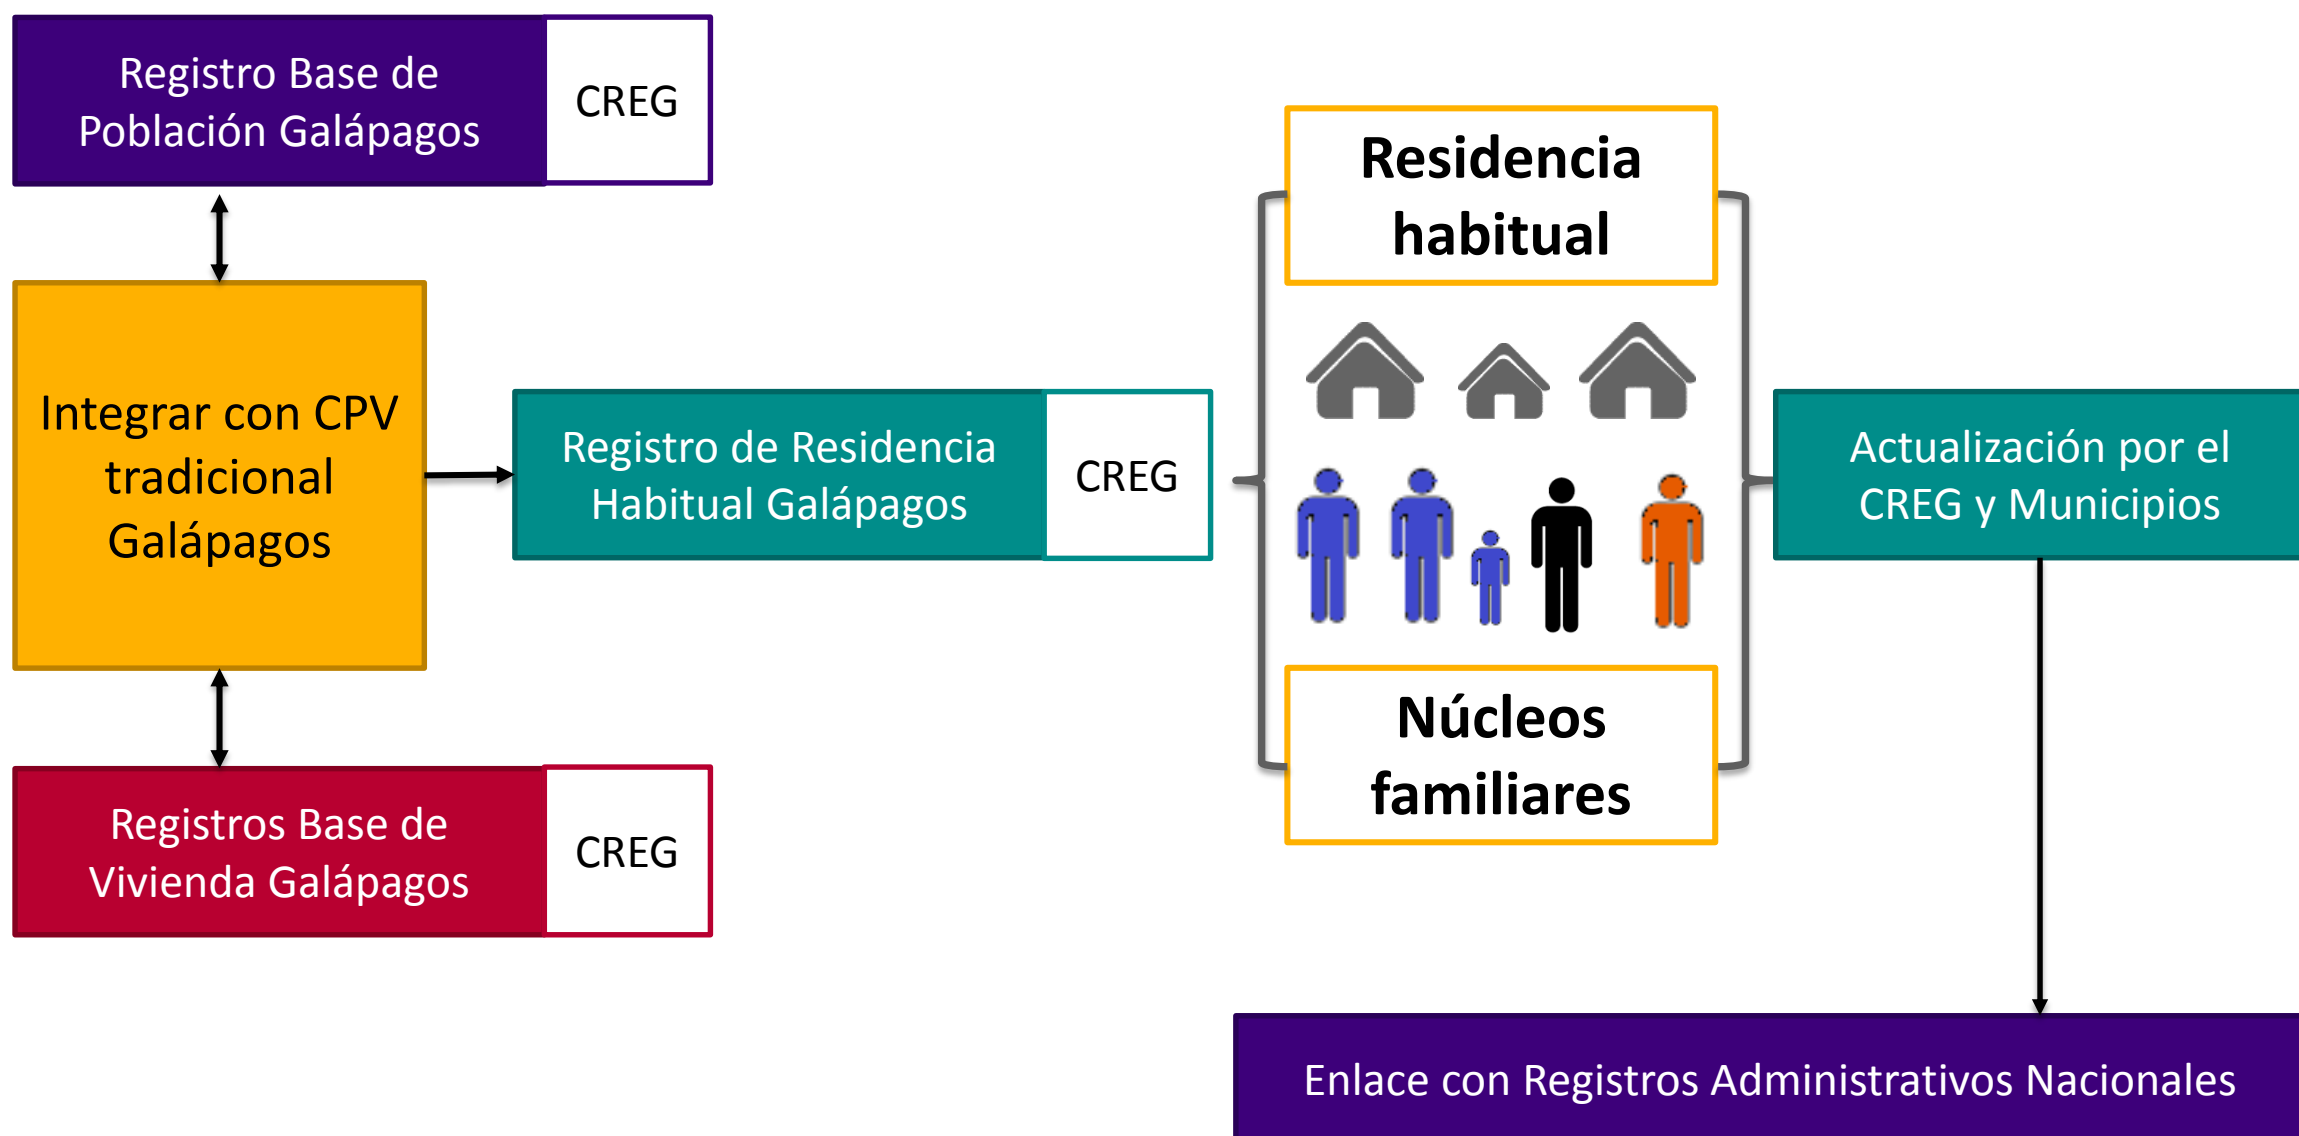 Registro Base de
Población Galápagos
CREG
Integrar con CPV
tradicional
Galápagos
Registros Base de
Vivienda Galápagos
CREG
Registro de Residencia
Habitual Galápagos
CREG
Residencia
habitual
Núcleos
familiares
Actualización por el
CREG y Municipios
Enlace con Registros Administrativos Nacionales